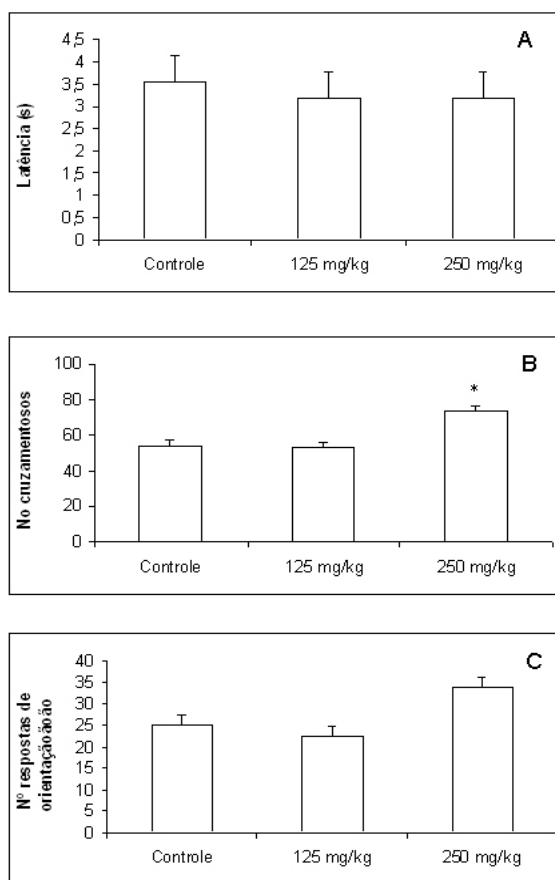 A
Latência (s)
4,5
4
3,5
3
2,5
2
1,5
1
0,5
0
Controle 125 mg/kg 250 mg/kg
B
No cruzamentosos
100
80
60
40
20
0
*
Controle 125 mg/kg 250 mg/kg
C
Nº respostas de
orientaçãoãoão
40
35
30
25
20
15
10
5
0
Controle 125 mg/kg 250 mg/kg